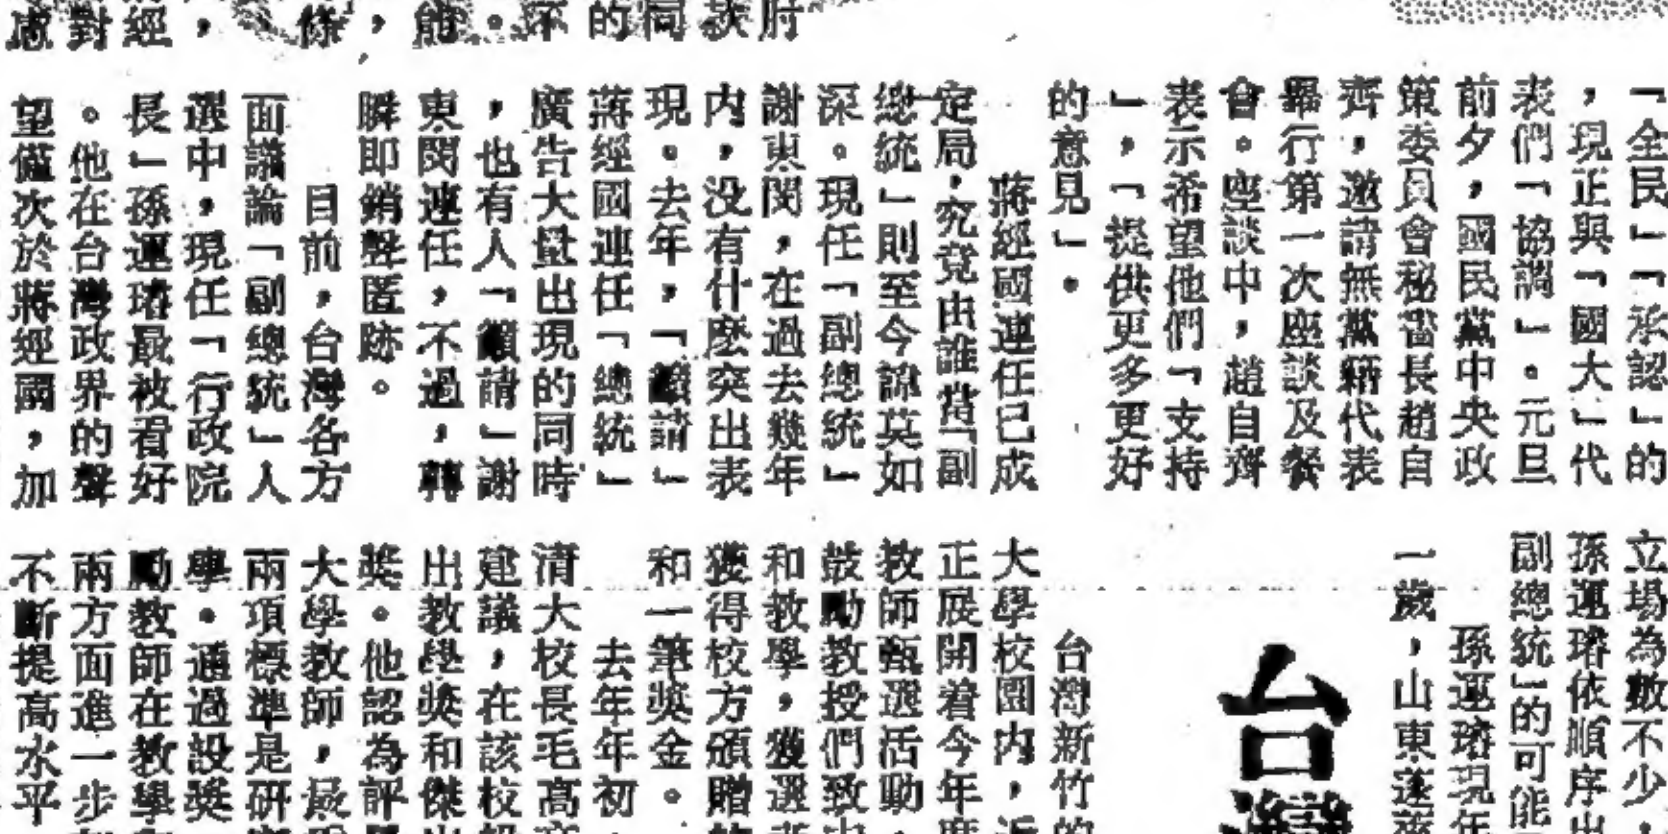 肘
款
同
的
不
。
能
，
條
，
經
對
「全民」「承認」的
，現正與「國大」代
表們「協調」。元旦
前夕，國民黨中央政
策委員會秘書長趙自
齊，邀請無黨籍代表
舉行第一次座談及餐
會。座談中，趙自齊
表示希望他們「支持
」，「提供更多更好
的意見」。
蔣經國連任已成
定局，究竟由誰當「副
總統」則至今諱莫如
深。現任「副總統」
謝東閔，在過去幾年
內，没有什麼突出表
現。去年，「籲請」
蔣經國連任「總統」
廣告大量出現的同時
，也有人「籲請」謝
東閔連任，不過，轉
瞬即銷聲匿跡。
目前，台灣各方
面議論「副總統」人
選中，現任「行政院
長」孫運璿最被看好
。他在台灣政界的聲
望僅次於蔣經國，加
立場為數不少，
孫運璿依順序出
副總統」的可能
孫運璿現年
一歲，山東蓬萊
台灣
台灣新竹的
大學校園内，近
正展開着今年度
教師甄選活動，
鼓勵教授們致力
和教學，獲選者
獲得校方頒贈
和一筆獎金。
去年年初，
清大校長毛高
建議，在該校設
出教學獎和傑出
獎。他認為評
大學教師，最
兩項標準是研
學。通過設獎
勵教師在教學
兩方面進一步
不斷提高水平